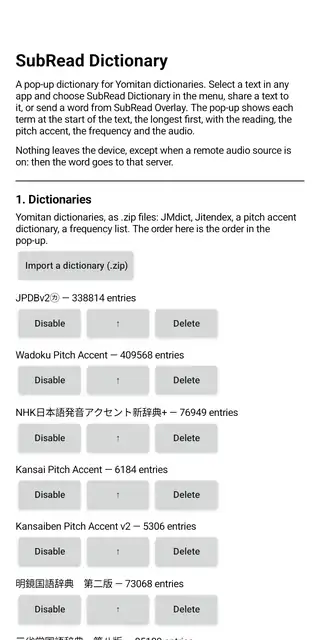 SubRead Dictionary
A pop-up dictionary for Yomitan dictionaries. Select a text in any
app and choose SubRead Dictionary in the menu, share a text to
it, or send a word from SubRead Overlay. The pop-up shows each
term at the start of the text, the longest first, with the reading, the
pitch accent, the frequency and the audio.
Nothing leaves the device, except when a remote audio source is
on: then the word goes to that server.
1. Dictionaries
Yomitan dictionaries, as .zip files: JMdict, Jitendex, a pitch accent
dictionary, a frequency list. The order here is the order in the
pop-up.
Import a dictionary (.zip)
JPDBv2㋕ — 338814 entries
Disable ↑ Delete
Wadoku Pitch Accent — 409568 entries
Disable ↑ Delete
NHK日本語発音アクセント新辞典+ — 76949 entries
Disable ↑ Delete
Kansai Pitch Accent — 6184 entries
Disable ↑ Delete
Kansaiben Pitch Accent v2 — 5306 entries
Disable ↑ Delete
明鏡国語辞典　第二版 — 73068 entries
Disable ↑ Delete